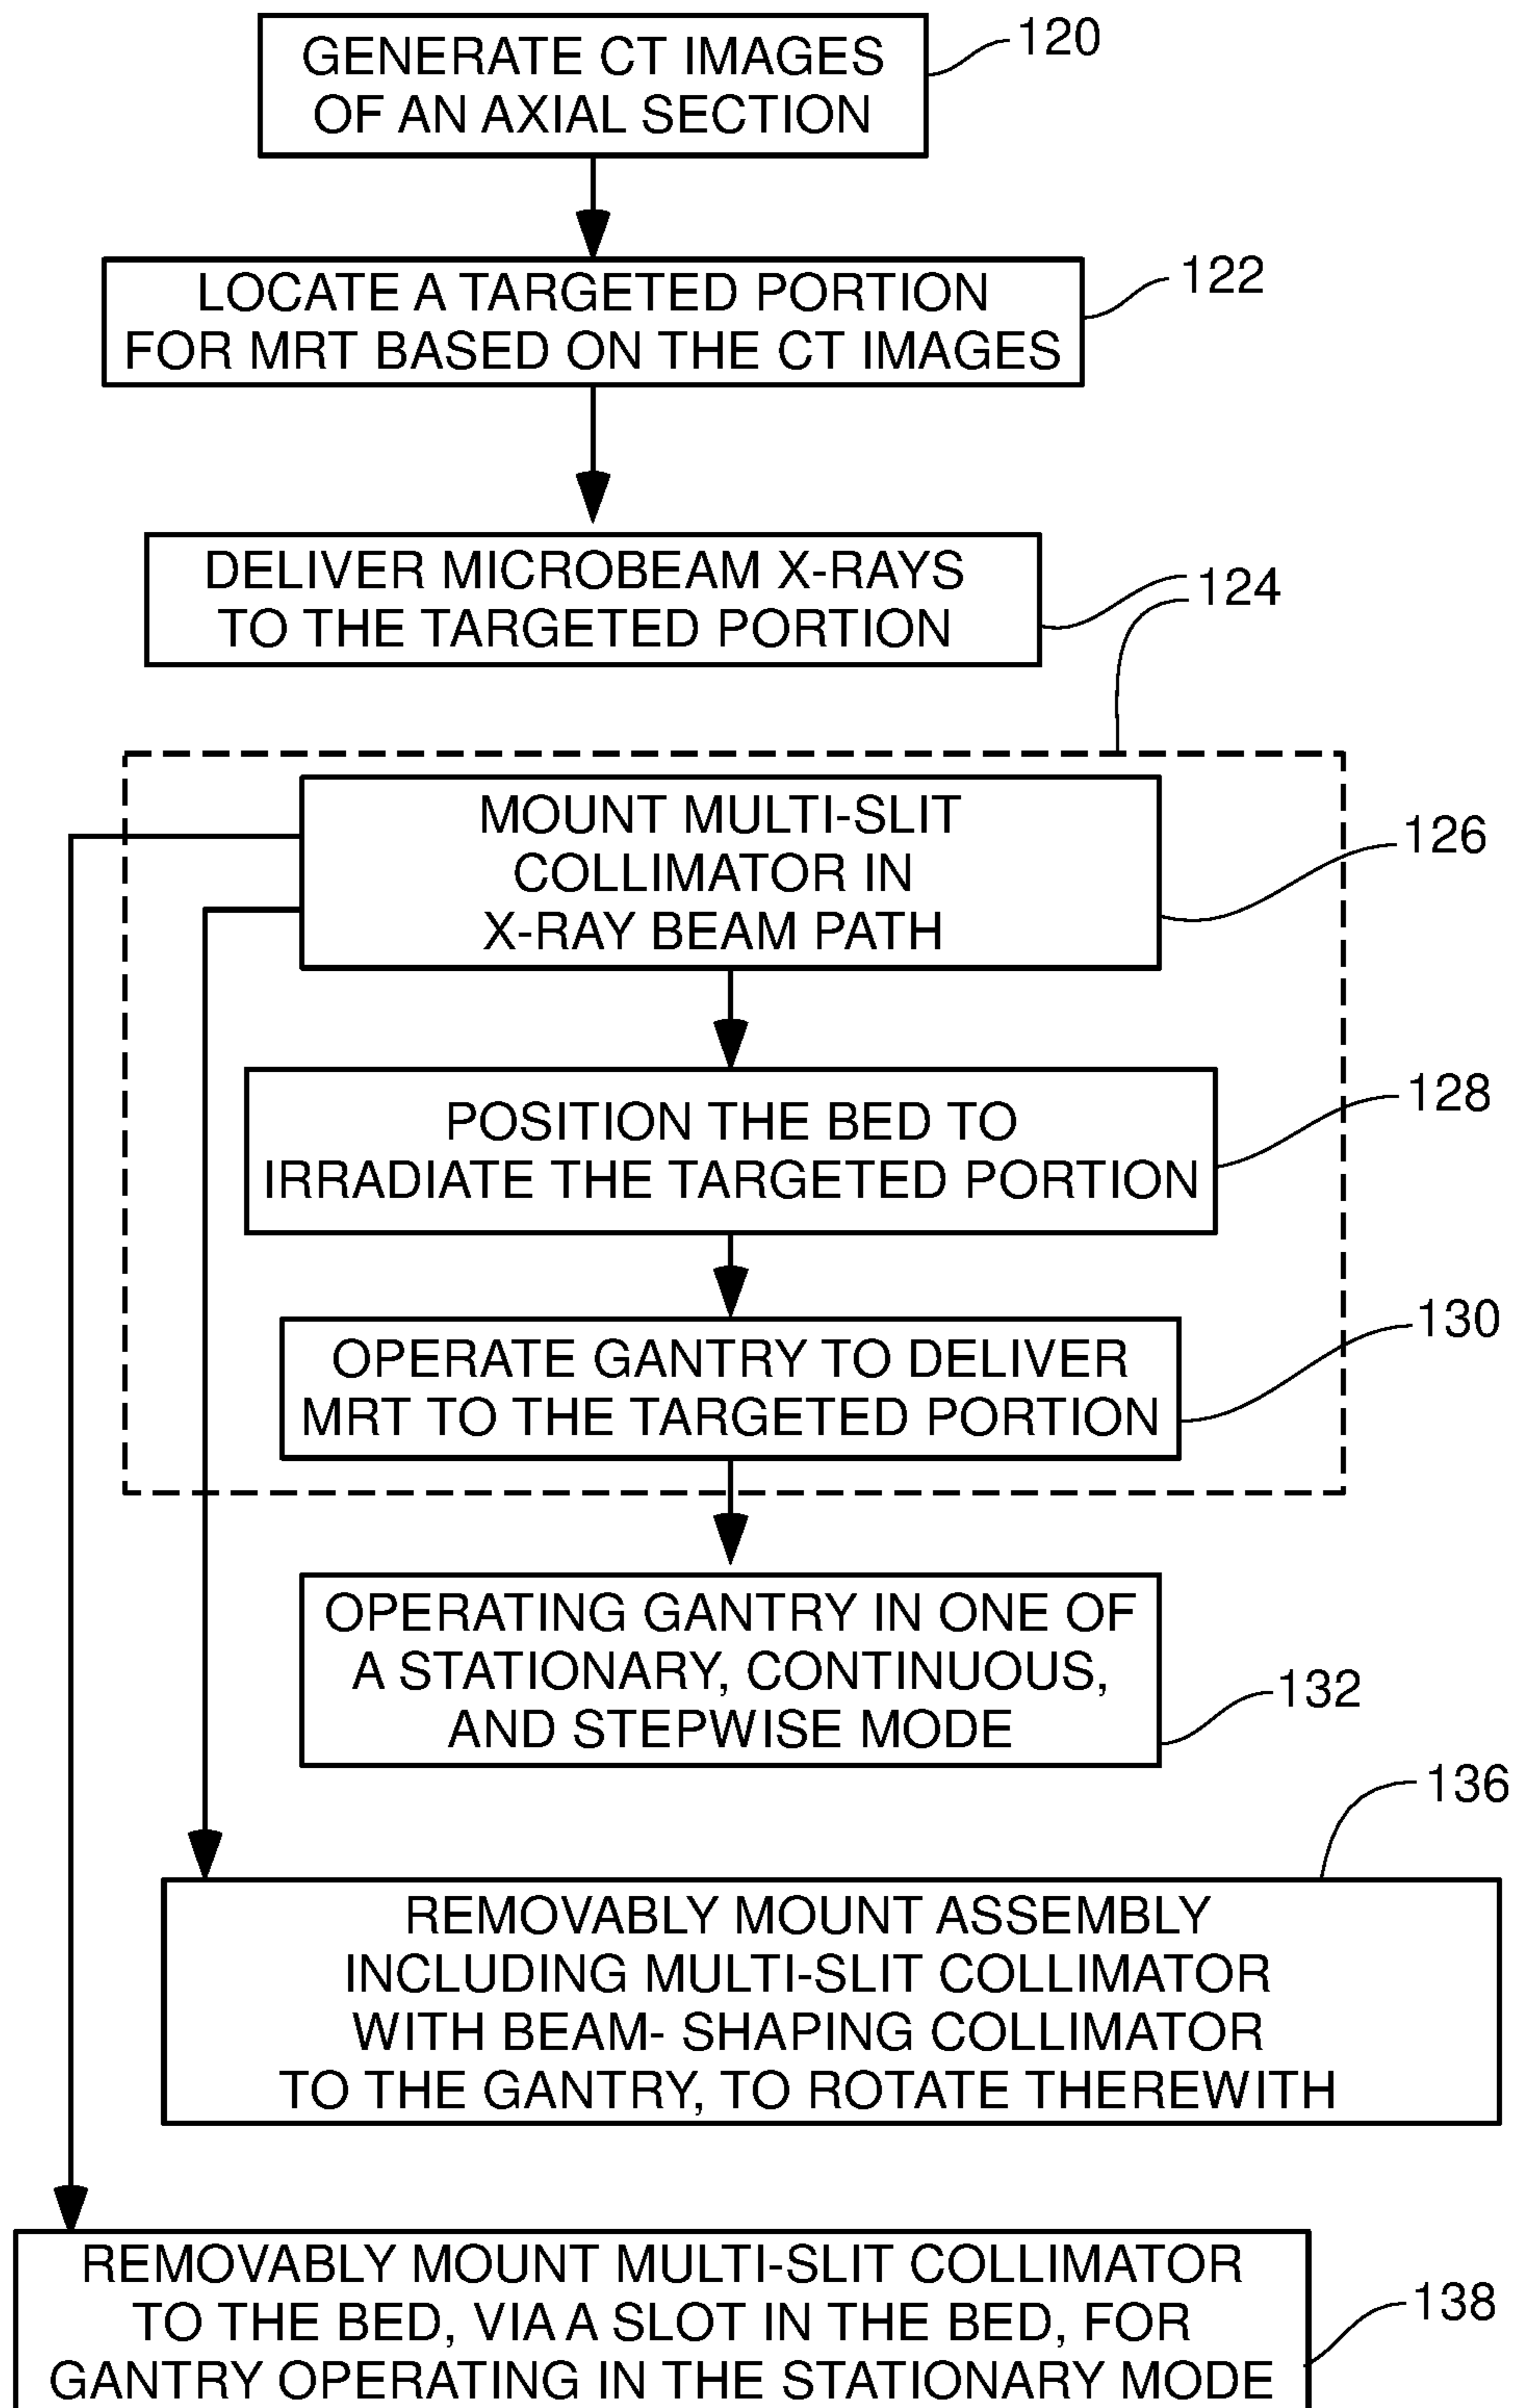 GENERATE CT IMAGES
OF AN AXIAL SECTION
120
LOCATE A TARGETED PORTION
FOR MRT BASED ON THE CT IMAGES
122
DELIVER MICROBEAM X-RAYS
TO THE TARGETED PORTION
124
MOUNT MULTI-SLIT
COLLIMATOR IN
X-RAY BEAM PATH
126
POSITION THE BED TO
IRRADIATE THE TARGETED PORTION
128
OPERATE GANTRY TO DELIVER
MRT TO THE TARGETED PORTION
130
OPERATING GANTRY IN ONE OF
A STATIONARY, CONTINUOUS,
AND STEPWISE MODE
132
136
REMOVABLY MOUNT ASSEMBLY
INCLUDING MULTI-SLIT COLLIMATOR
WITH BEAM- SHAPING COLLIMATOR
TO THE GANTRY, TO ROTATE THEREWITH
REMOVABLY MOUNT MULTI-SLIT COLLIMATOR
TO THE BED, VIA A SLOT IN THE BED, FOR
GANTRY OPERATING IN THE STATIONARY MODE
138